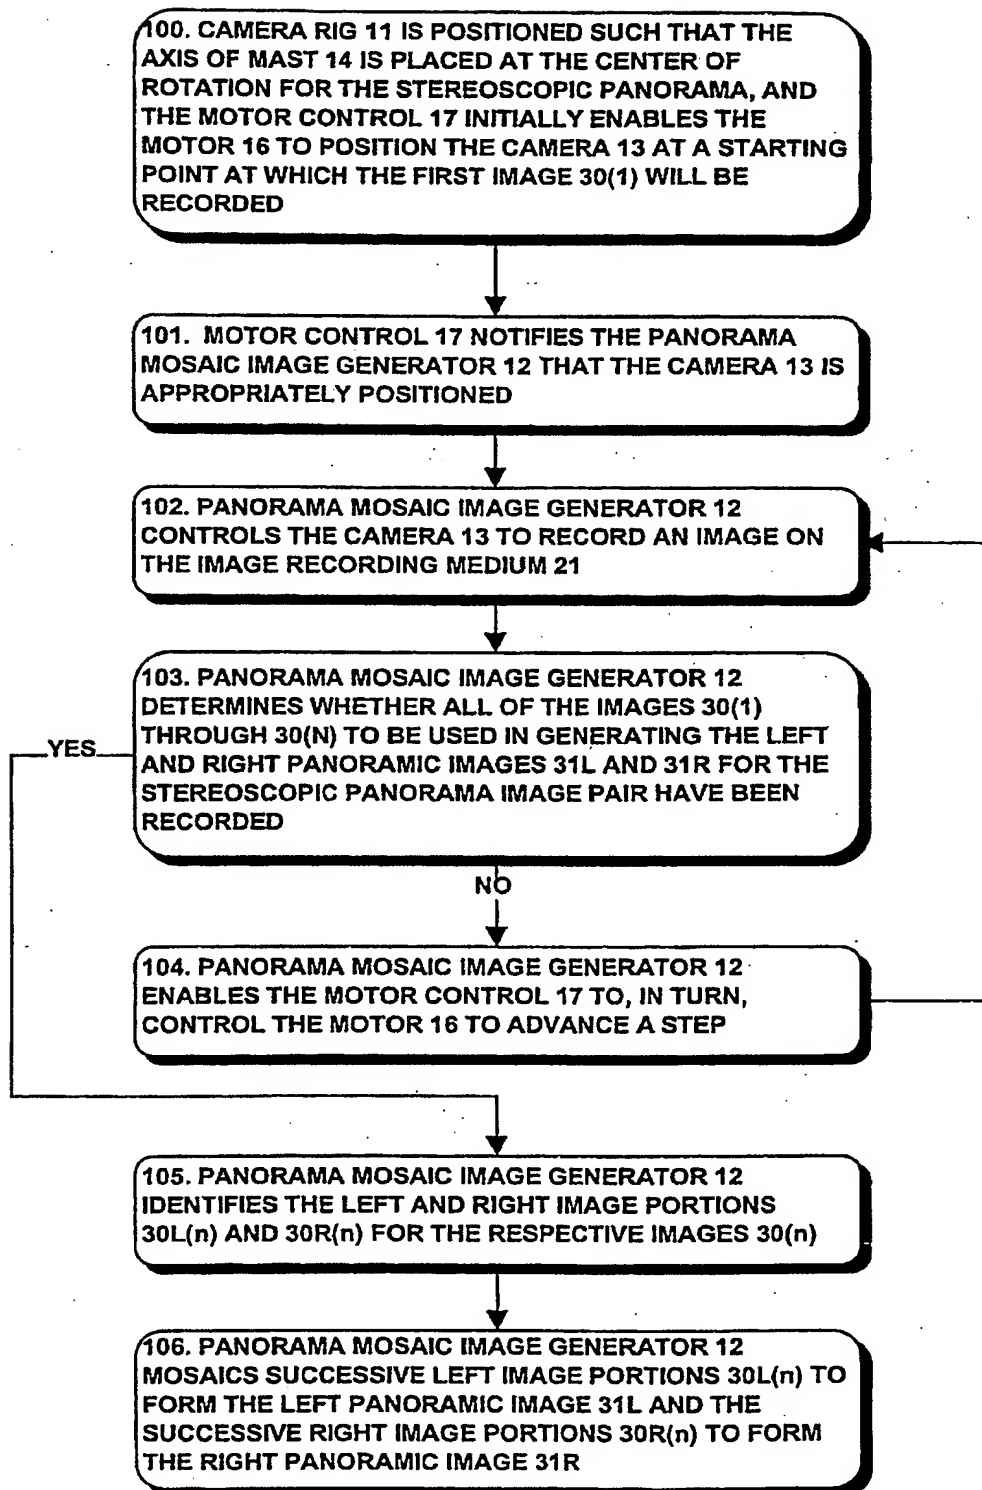 100. CAMERA RIG 11 IS POSITIONED SUCH THAT THE
AXIS OF MAST 14 IS PLACED AT THE CENTER OF
ROTATION FOR THE STEREOSCOPIC PANORAMA, AND
THE MOTOR CONTROL 17 INITIALLY ENABLES THE
MOTOR 16 TO POSITION THE CAMERA 13 AT A STARTING
POINT AT WHICH THE FIRST IMAGE 30(1) WILL BE
RECORDED
101. MOTOR CONTROL 17 NOTIFIES THE PANORAMA
MOSAIC IMAGE GENERATOR 12 THAT THE CAMERA 13 IS
APPROPRIATELY POSITIONED
102. PANORAMA MOSAIC IMAGE GENERATOR 12
CONTROLS THE CAMERA 13 TO RECORD AN IMAGE ON
THE IMAGE RECORDING MEDIUM 21
103. PANORAMA MOSAIC IMAGE GENERATOR 12
DETERMINES WHETHER ALL OF THE IMAGES 30(1)
THROUGH 30(N) TO BE USED IN GENERATING THE LEFT
AND RIGHT PANORAMIC IMAGES 31L AND 31R FOR THE
STEREOSCOPIC PANORAMA IMAGE PAIR HAVE BEEN
RECORDED
YES
NO
104. PANORAMA MOSAIC IMAGE GENERATOR 12
ENABLES THE MOTOR CONTROL 17 TO, IN TURN,
CONTROL THE MOTOR 16 TO ADVANCE A STEP
105. PANORAMA MOSAIC IMAGE GENERATOR 12
IDENTIFIES THE LEFT AND RIGHT IMAGE PORTIONS
30L(n) AND 30R(n) FOR THE RESPECTIVE IMAGES 30(n)
106. PANORAMA MOSAIC IMAGE GENERATOR 12
MOSAICS SUCCESSIVE LEFT IMAGE PORTIONS 30L(n) TO
FORM THE LEFT PANORAMIC IMAGE 31L AND THE
SUCCESSIVE RIGHT IMAGE PORTIONS 30R(n) TO FORM
THE RIGHT PANORAMIC IMAGE 31R